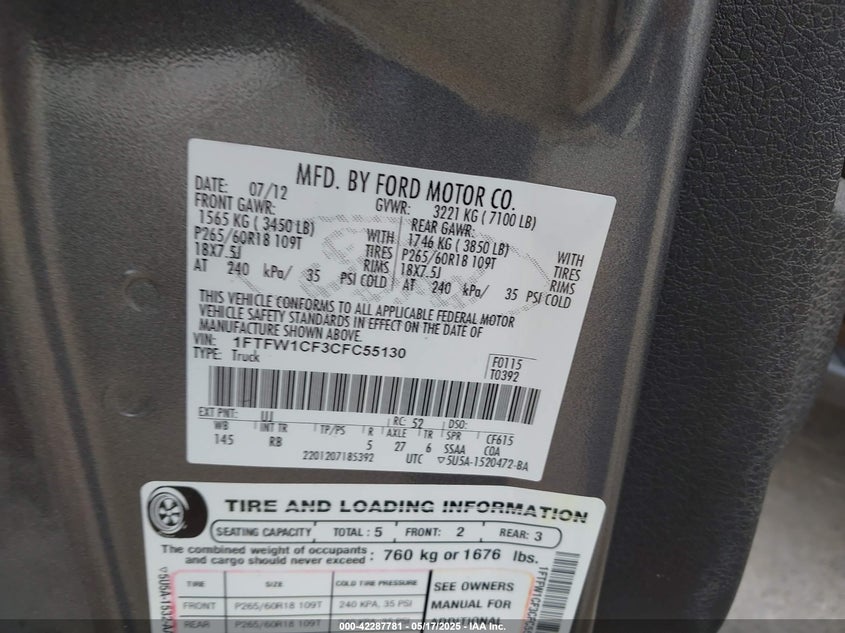 MFD. BY FORD MOTOR CO.
DATE: 07/12 GVWR: 3221 KG ( 7100 LB)
FRONT GAWR: REAR GAWR:
1565 KG ( 3450 LB) WITH 1746 KG ( 3850 LB) WITH
P265/60R18 109T TIRES P265/60R18 109T TIRES
18X7.5J RIMS 18X7.5J RIMS
AT 240 kPa/ 35 PSI COLD AT 240 kPa/ 35 PSI COLD
THIS VEHICLE CONFORMS TO ALL APPLICABLE FEDERAL MOTOR
VEHICLE SAFETY STANDARDS IN EFFECT ON THE DATE OF
MANUFACTURE SHOWN ABOVE.
VIN: 1FTFW1CF3CFC55130
TYPE: Truck
F0115
T0392
EXT PNT: UJ RC: 52 DSO:
WB INT TR TP/PS R AXLE TR SPR CF615
145 RB 5 27 6 SSAA COA
2201207185392 UTC ▽5U5A-1520472-BA
TIRE AND LOADING INFORMATION
SEATING CAPACITY TOTAL : 5 FRONT: 2 REAR: 3
The combined weight of occupants
and cargo should never exceed : 760 kg or 1676 lbs.
TIRE SIZE COLD TIRE PRESSURE SEE OWNERS
FRONT P265/60R18 109T 240 KPA, 35 PSI MANUAL FOR
REAR P265/60R18 109T ADDITIONAL
000-42287781 - 05/17/2025 - IAA, Inc.